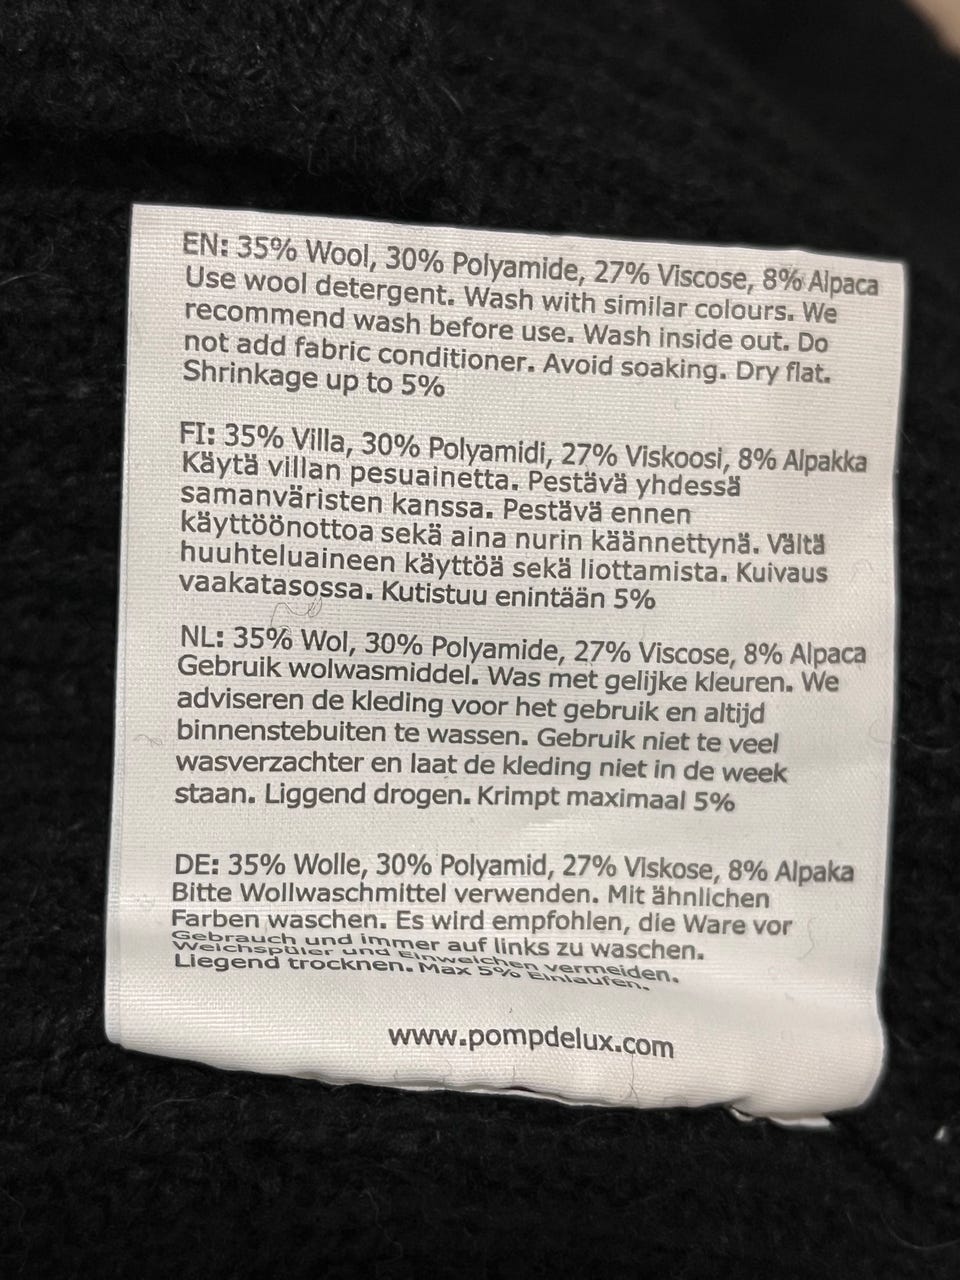 EN: 35% Wool, 30% Polyamide, 27% Viscose, 8% Alpaca
Use wool detergent. Wash with similar colours. We
recommend wash before use. Wash inside out. Do
not add fabric conditioner. Avoid soaking. Dry flat.
Shrinkage up to 5%
FI: 35% Villa, 30% Polyamidi, 27% Viskoosi, 8% Alpakka
Käytä villan pesuainetta. Pestävä yhdessä
samanväristen kanssa. Pestävä ennen
käyttöönottoa sekä aina nurin käännettynä. Vältä
huuhteluaineen käyttöä sekä liottamista. Kuivaus
vaakatasossa. Kutistuu enintään 5%
NL: 35% Wol, 30% Polyamide, 27% Viscose, 8% Alpaca
Gebruik wolwasmiddel. Was met gelijke kleuren. We
adviseren de kleding voor het gebruik en altijd
binnenstebuiten te wassen. Gebruik niet te veel
wasverzachter en laat de kleding niet in de week
staan. Liggend drogen. Krimpt maximaal 5%
DE: 35% Wolle, 30% Polyamid, 27% Viskose, 8% Alpaka
Bitte Wollwaschmittel verwenden. Mit ähnlichen
Farben waschen. Es wird empfohlen, die Ware vor
Gebrauch und immer auf links zu waschen.
Weichspüler und Einweichen vermeiden.
Liegend trocknen. Max 5% Einlaufen.
www.pompdelux.com